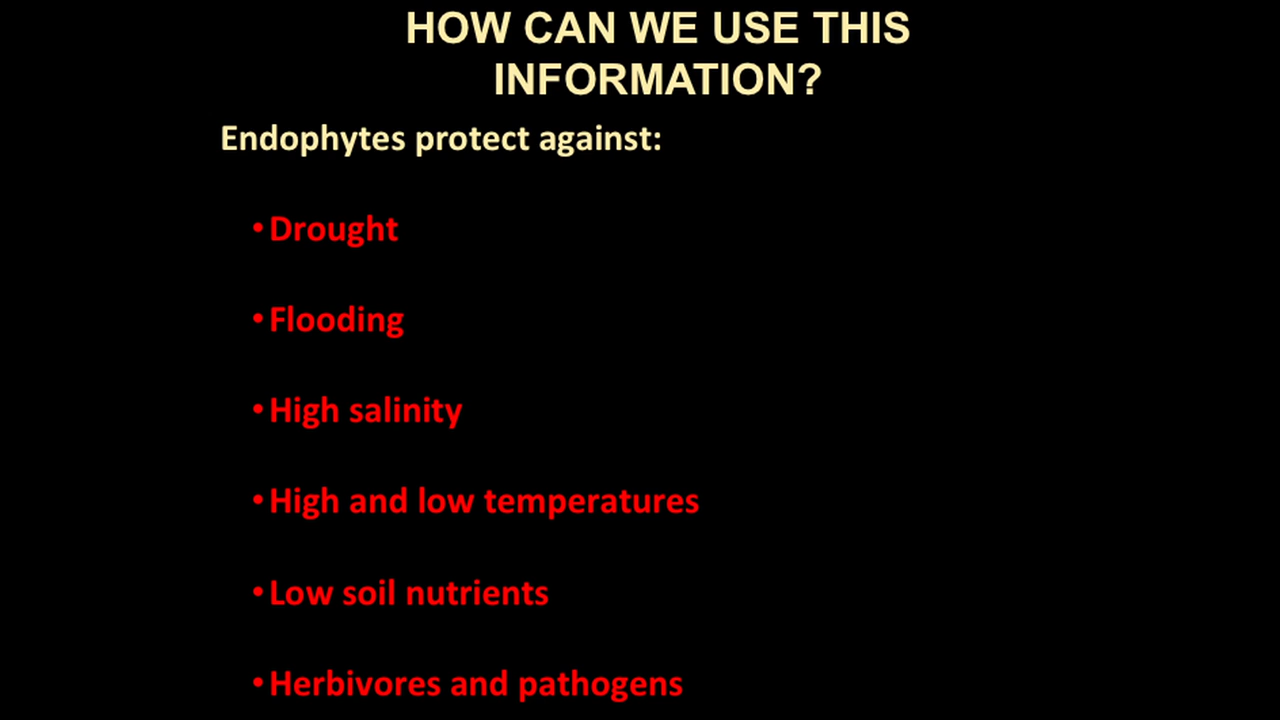 HOW CAN WE USE THIS
INFORMATION?
Endophytes protect against:
• Drought
• Flooding
• High salinity
• High and low temperatures
• Low soil nutrients
• Herbivores and pathogens